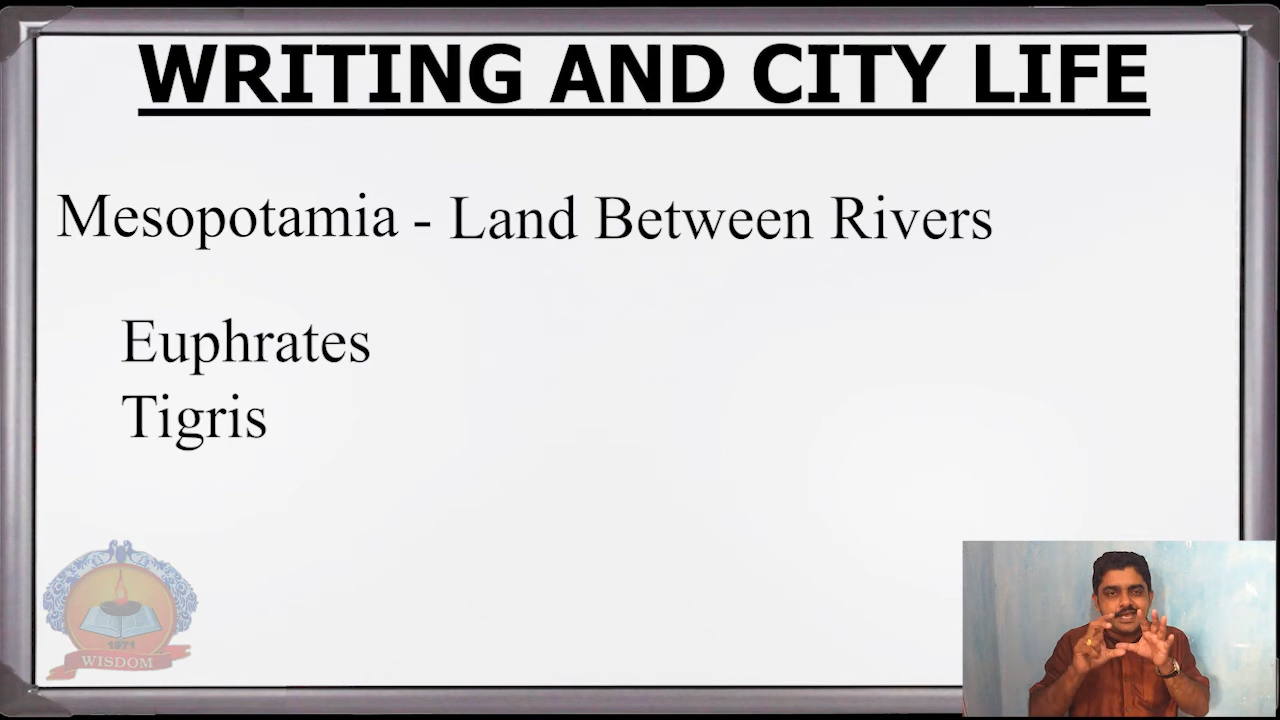 WRITING AND CITY LIFE
Mesopotamia - Land Between Rivers
Euphrates
Tigris
1971
WISDOM